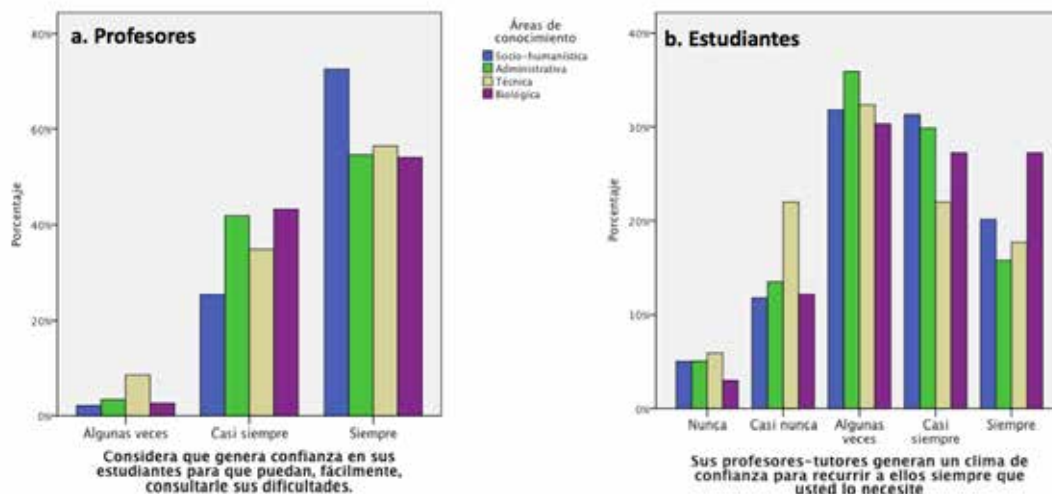 a. Profesores
80%
60%
40%
20%
0%
Porcentaje
Algunas veces
Casi siempre
Siempre
Considera que genera confianza en sus
estudiantes para que puedan, fácilmente,
consultarle sus dificultades.
Áreas de
conocimiento
Socio-humanística
Administrativa
Técnica
Biológica
b. Estudiantes
40%
30%
20%
10%
0%
Porcentaje
Nunca
Casi nunca
Algunas
veces
Casi
siempre
Siempre
Sus profesores-tutores generan un clima de
confianza para recurrir a ellos siempre que
usted lo necesite